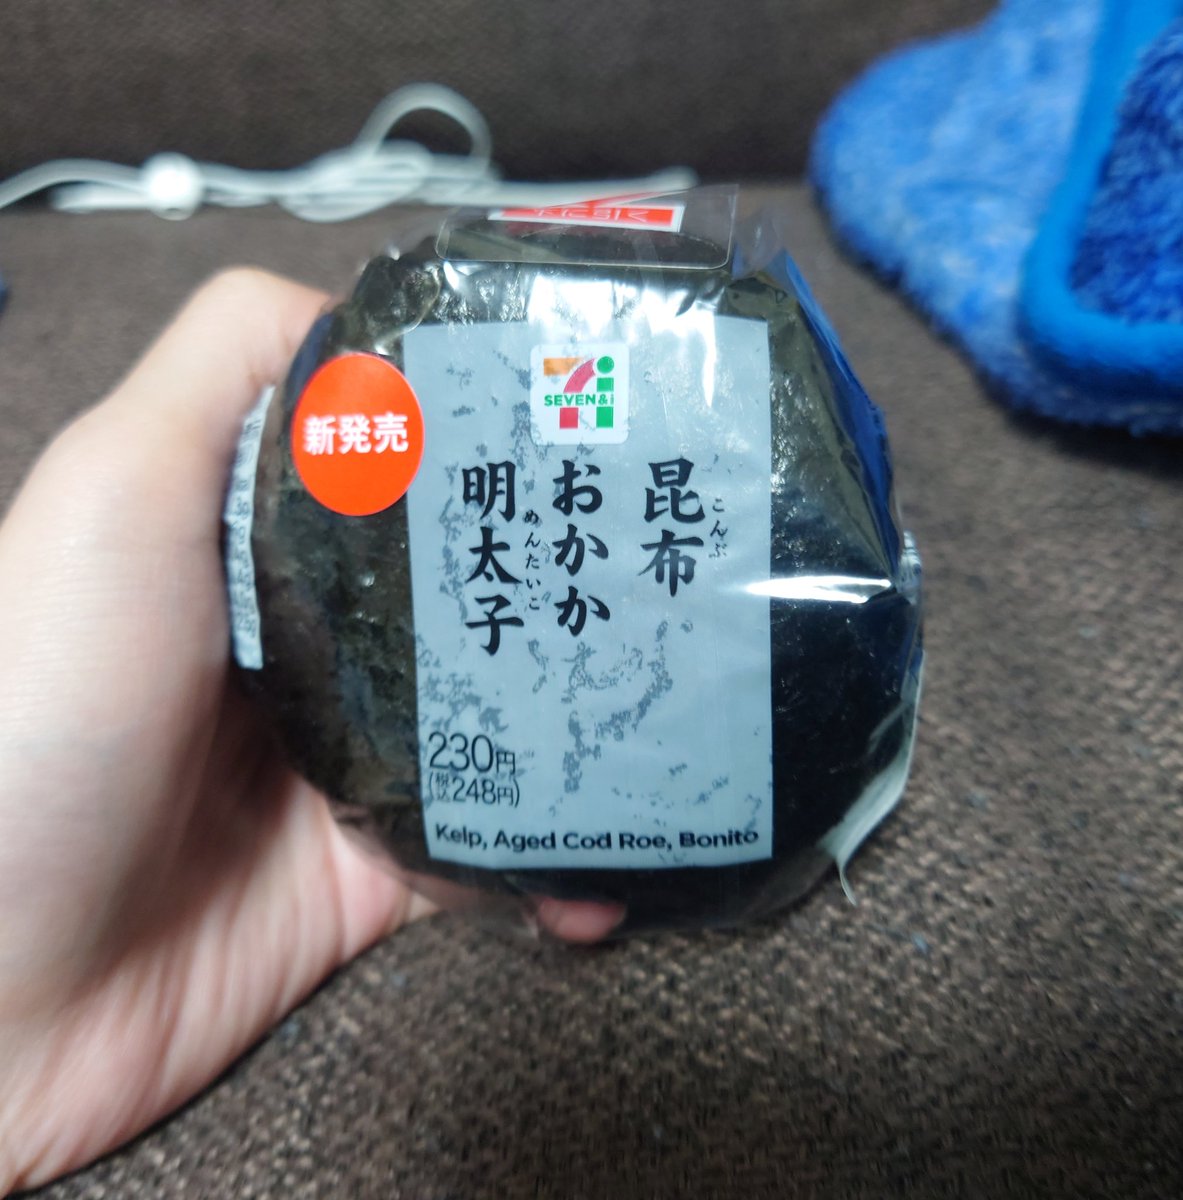 新発売
SEVEN&i
昆布
こんぶ
おかか
明太子
めんたいこ
230円
(税込248円)
Kelp, Aged Cod Roe, Bonito